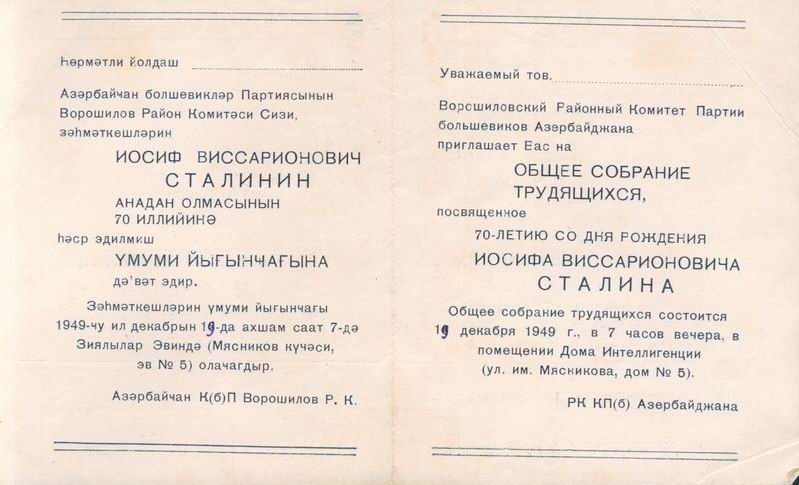 Һөрмәтли йолдаш
Азәрбайҹан болшевикләр Партиясынын
Ворошилов Район Комитәси Сизи,
зәһмәткешләрин
ИОСИФ ВИССАРИОНОВИЧ
СТАЛИНИН
АНАДАН ОЛМАСЫНЫН
70 ИЛЛИЙИНӘ
һәср эдилмиш
ҮМУМИ ЙЫҒЫНЧАҒЫНА
дә'вәт эдир.
Зәһмәткешләрин үмуми йығынчағы
1949-чу ил декабрын 19-да ахшам саат 7-дә
Зиялылар Эвиндә (Мясников күчәси,
эв № 5) олачагдыр.
Азәрбайҹан К(б)П Ворошилов Р. К.
Уважаемый тов.
Ворошиловский Районный Комитет Партии
большевиков Азербайджана
приглашает Вас на
ОБЩЕЕ СОБРАНИЕ
ТРУДЯЩИХСЯ,
посвященное
70-ЛЕТИЮ СО ДНЯ РОЖДЕНИЯ
ИОСИФА ВИССАРИОНОВИЧА
СТАЛИНА
Общее собрание трудящихся состоится
19 декабря 1949 г., в 7 часов вечера, в
помещении Дома Интеллигенции
(ул. им. Мясникова, дом № 5).
РК КП(б) Азербайджана